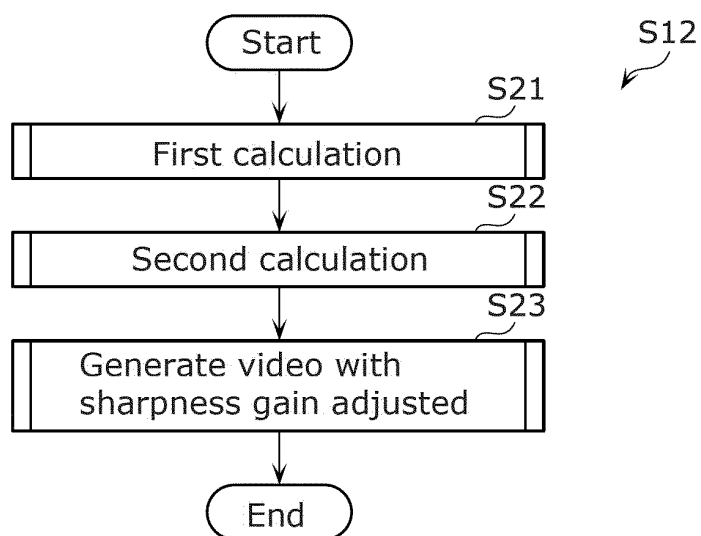 Start
S12
S21
First calculation
S22
Second calculation
S23
Generate video with
sharpness gain adjusted
End